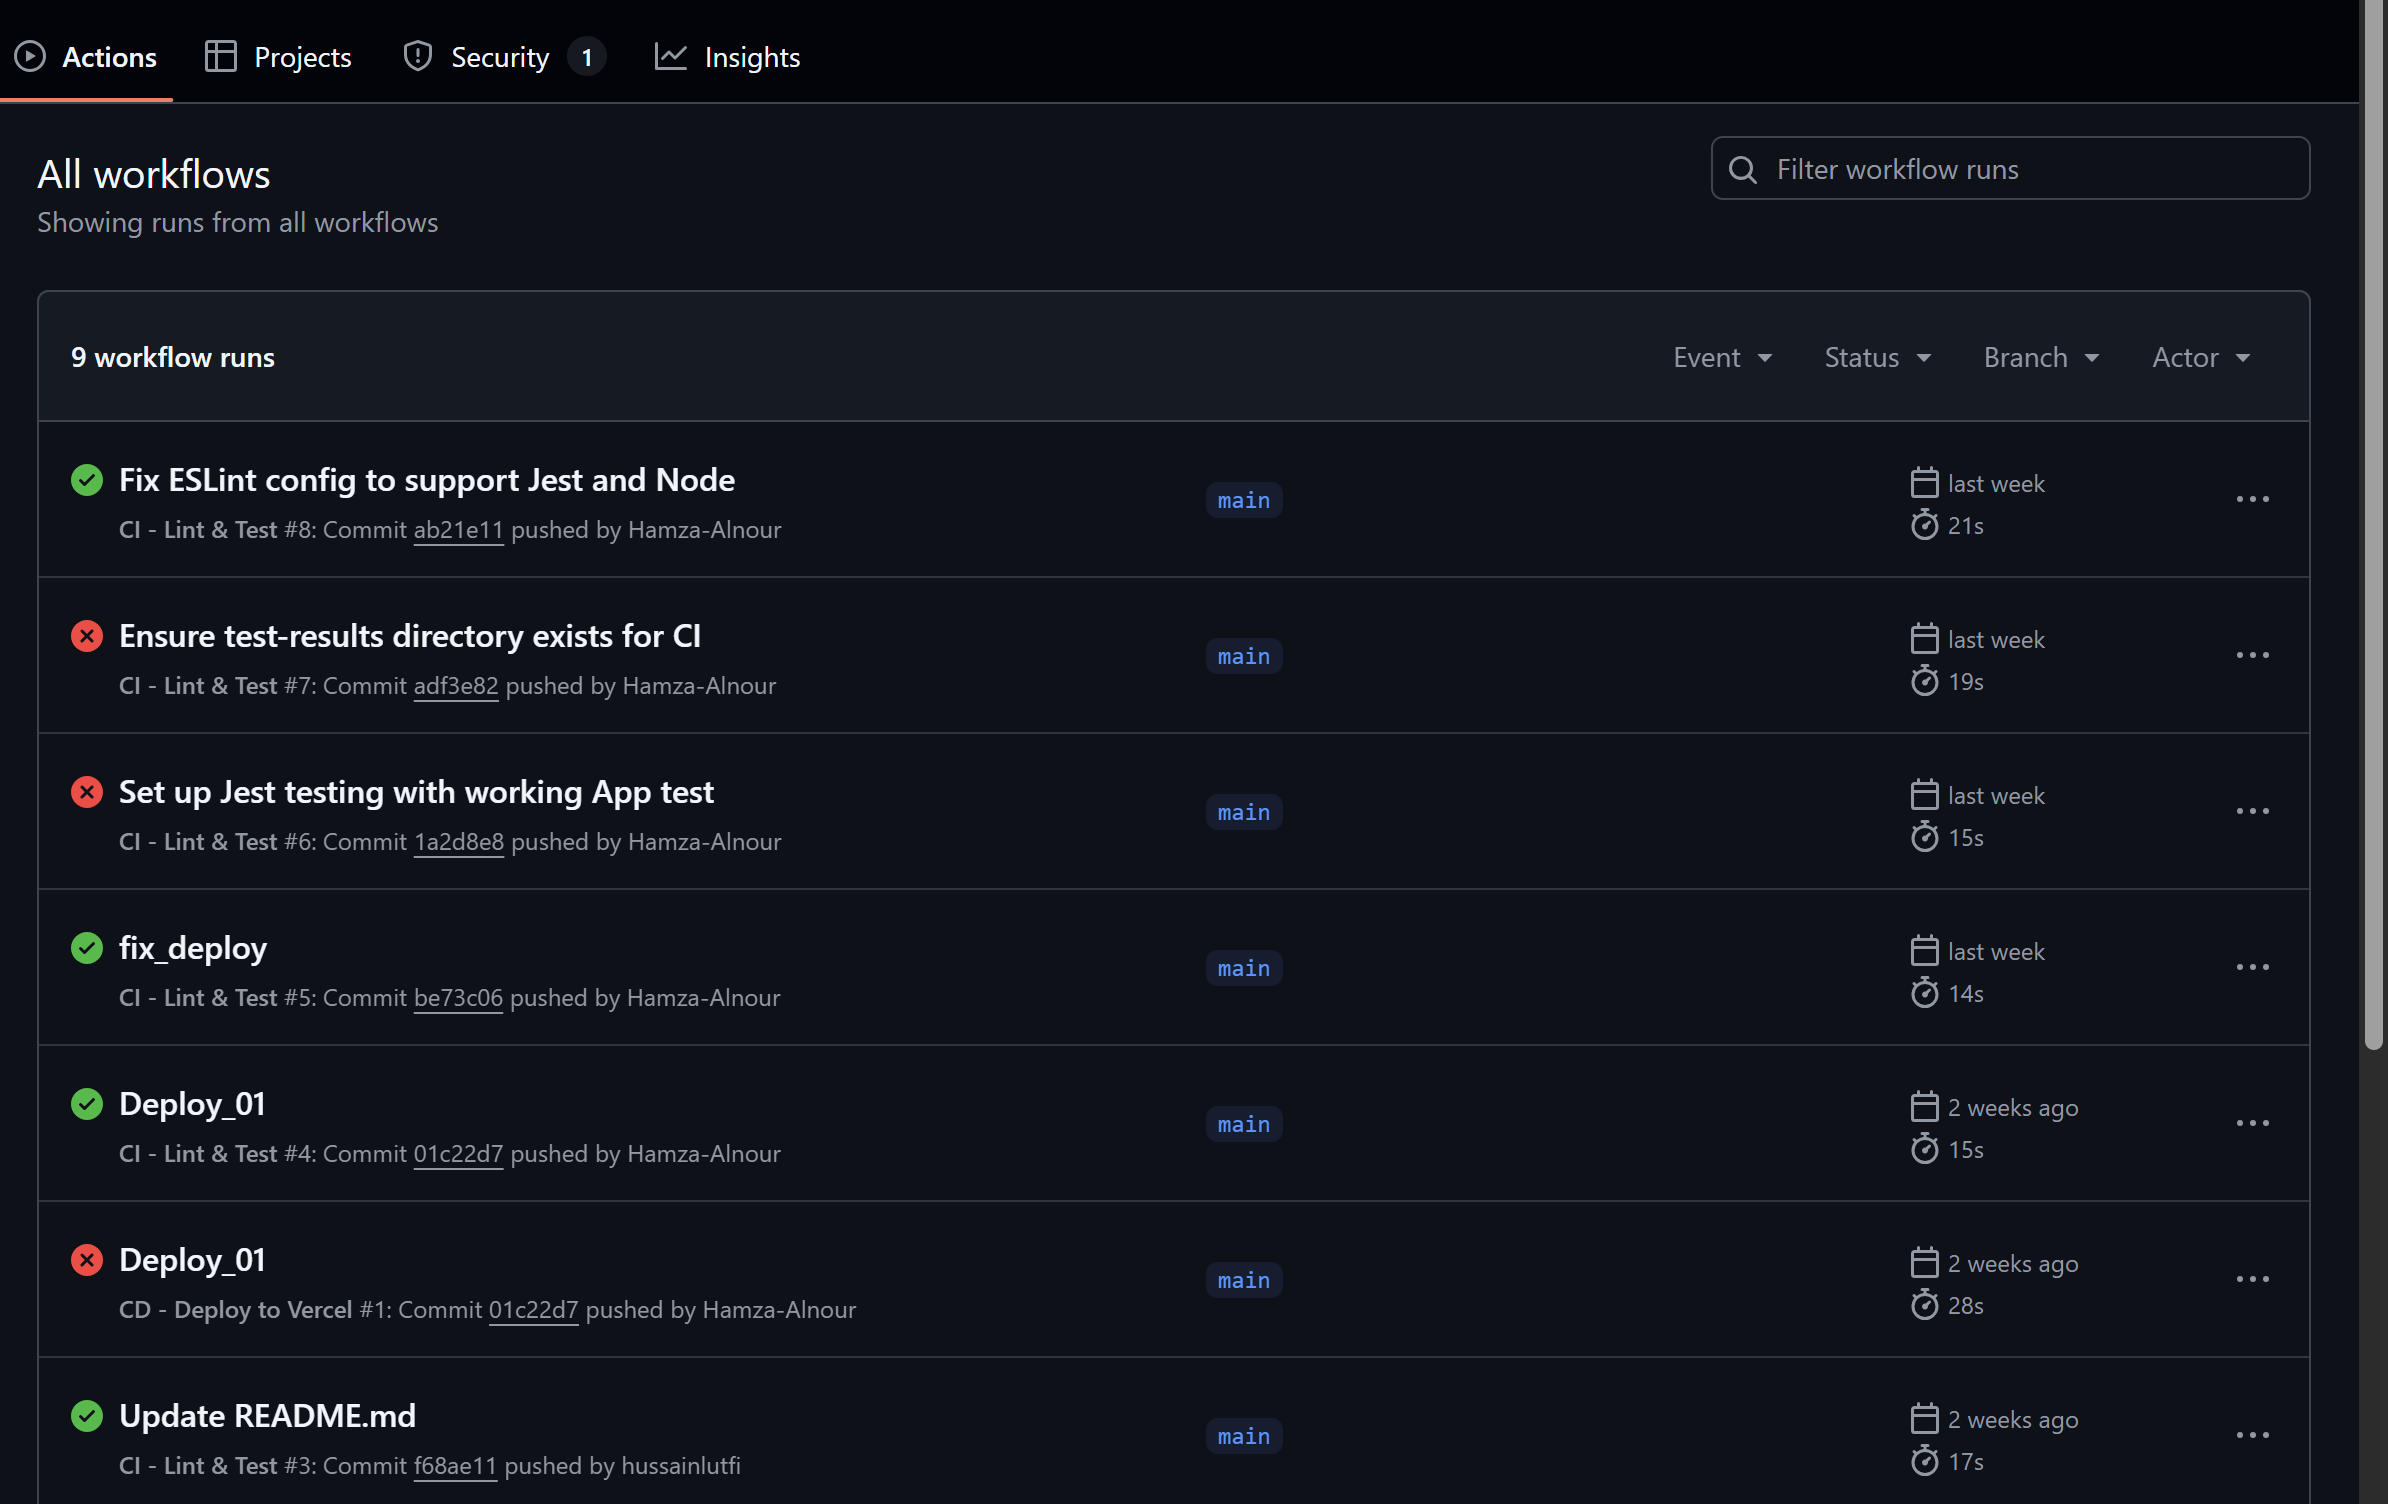 Actions Projects Security 1 Insights
All workflows
Showing runs from all workflows
Filter workflow runs
9 workflow runs
Event Status Branch Actor
Fix ESLint config to support Jest and Node
CI - Lint & Test #8: Commit ab21e11 pushed by Hamza-Alnour
main
last week
21s
Ensure test-results directory exists for CI
CI - Lint & Test #7: Commit adf3e82 pushed by Hamza-Alnour
main
last week
19s
Set up Jest testing with working App test
CI - Lint & Test #6: Commit 1a2d8e8 pushed by Hamza-Alnour
main
last week
15s
fix_deploy
CI - Lint & Test #5: Commit be73c06 pushed by Hamza-Alnour
main
last week
14s
Deploy_01
CI - Lint & Test #4: Commit 01c22d7 pushed by Hamza-Alnour
main
2 weeks ago
15s
Deploy_01
CD - Deploy to Vercel #1: Commit 01c22d7 pushed by Hamza-Alnour
main
2 weeks ago
28s
Update README.md
CI - Lint & Test #3: Commit f68ae11 pushed by hussainlutfi
main
2 weeks ago
17s